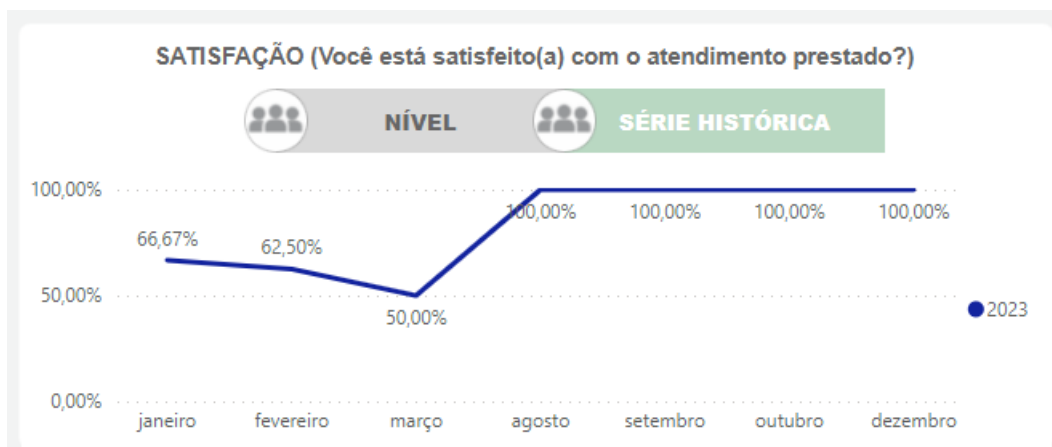 SATISFAÇÃO (Você está satisfeito(a) com o atendimento prestado?)
NÍVEL
SÉRIE HISTÓRICA
100,00%
100,00% 100,00% 100,00% 100,00%
66,67%
62,50%
50,00%
50,00%
2023
0,00%
janeiro fevereiro março agosto setembro outubro dezembro